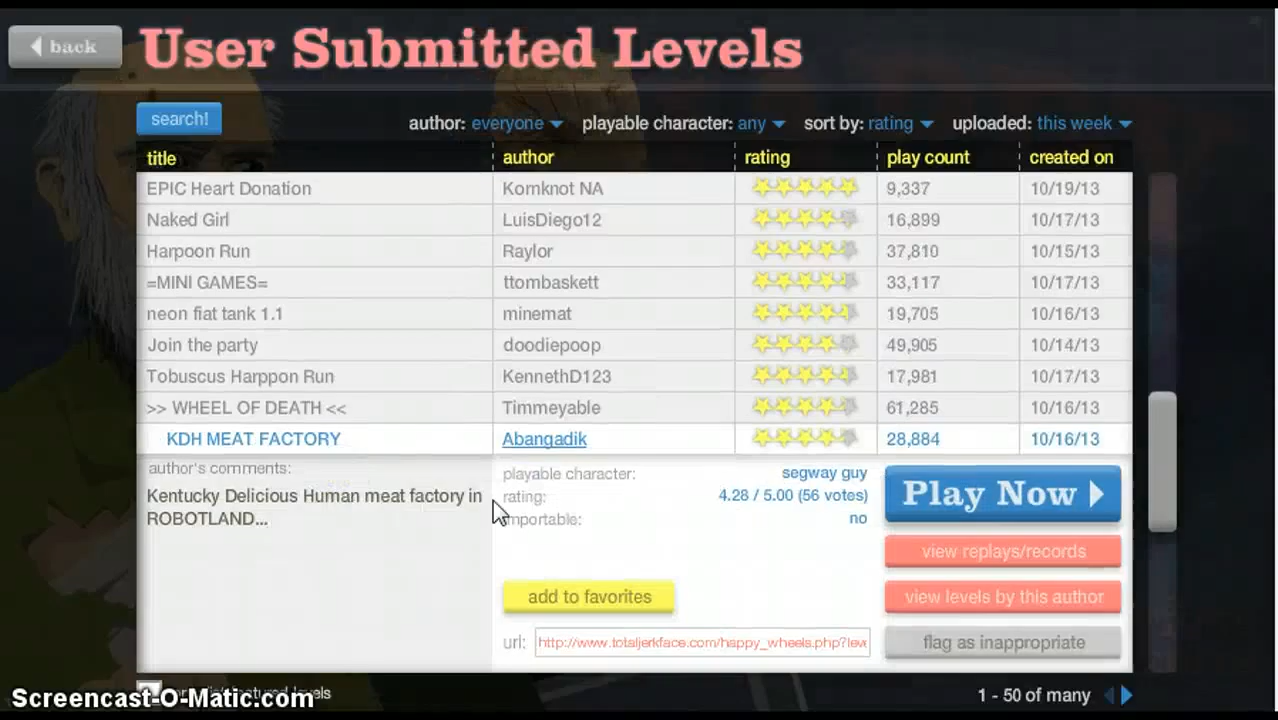 back
User Submitted Levels
search!
author: everyone playable character: any sort by: rating uploaded: this week
title author rating play count created on
EPIC Heart Donation Komknot NA 9,337 10/19/13
Naked Girl LuisDiego12 16,899 10/17/13
Harpoon Run Raylor 37,810 10/15/13
=MINI GAMES= ttombaskett 33,117 10/17/13
neon fiat tank 1.1 minemat 19,705 10/16/13
Join the party doodiepoop 49,905 10/14/13
Tobuscus Harppon Run KennethD123 17,981 10/17/13
>> WHEEL OF DEATH << Timmeyable 61,285 10/16/13
KDH MEAT FACTORY Abangadik 28,884 10/16/13
author's comments:
Kentucky Delicious Human meat factory in
ROBOTLAND...
playable character: segway guy
rating: 4.28 / 5.00 (56 votes)
importable: no
Play Now
view replays/records
add to favorites
view levels by this author
url: http://www.totaljerkface.com/happy_wheels.php?leve
flag as inappropriate
featured levels
1 - 50 of many
Screencast-O-Matic.com